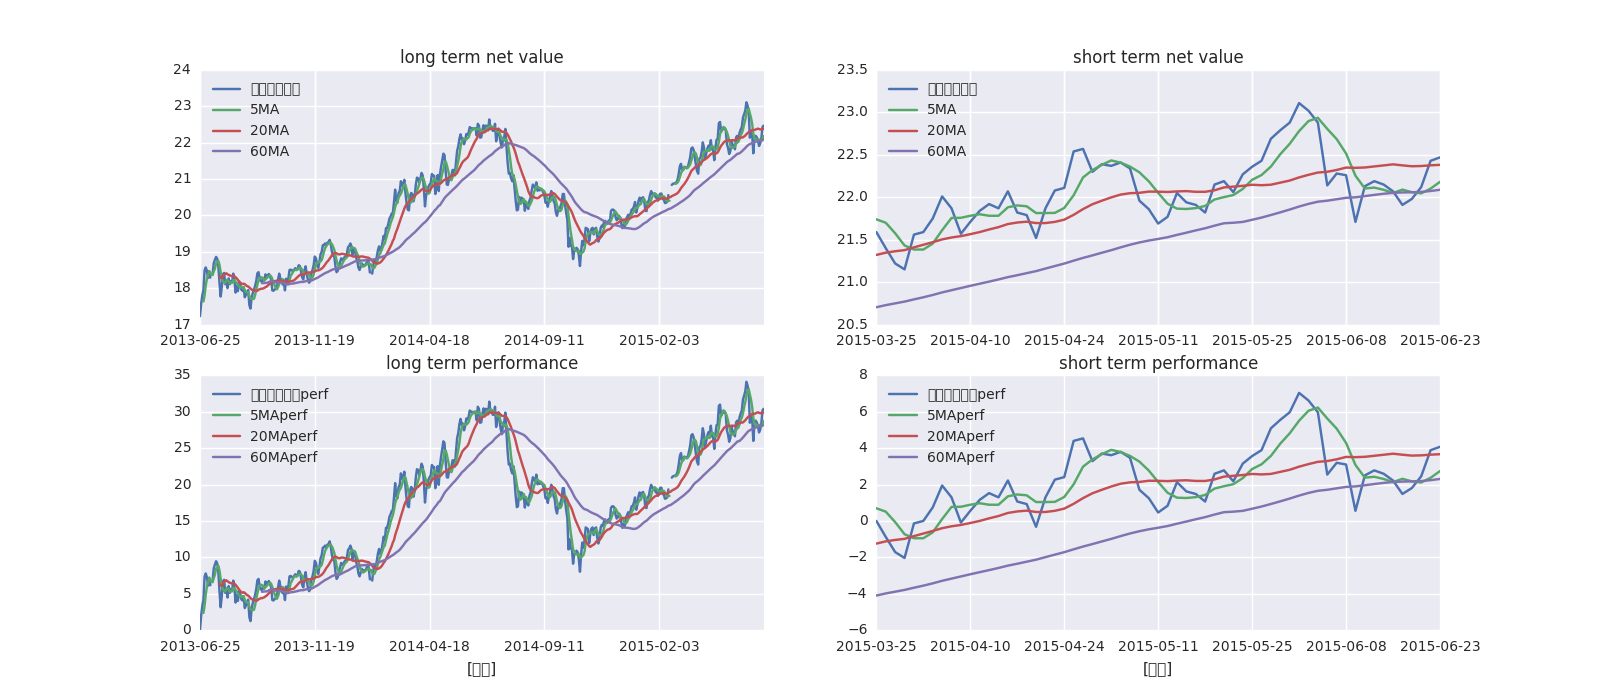 long term net value
24
23
22
21
20
19
18
17
5MA
20MA
60MA
2013-06-25 2013-11-19 2014-04-18 2014-09-11 2015-02-03
short term net value
23.5
23.0
22.5
22.0
21.5
21.0
20.5
5MA
20MA
60MA
2015-03-25 2015-04-10 2015-04-24 2015-05-11 2015-05-25 2015-06-08 2015-06-23
long term performance
35
30
25
20
15
10
5
0
perf
5MAperf
20MAperf
60MAperf
2013-06-25 2013-11-19 2014-04-18 2014-09-11 2015-02-03
short term performance
8
6
4
2
0
−2
−4
−6
perf
5MAperf
20MAperf
60MAperf
2015-03-25 2015-04-10 2015-04-24 2015-05-11 2015-05-25 2015-06-08 2015-06-23